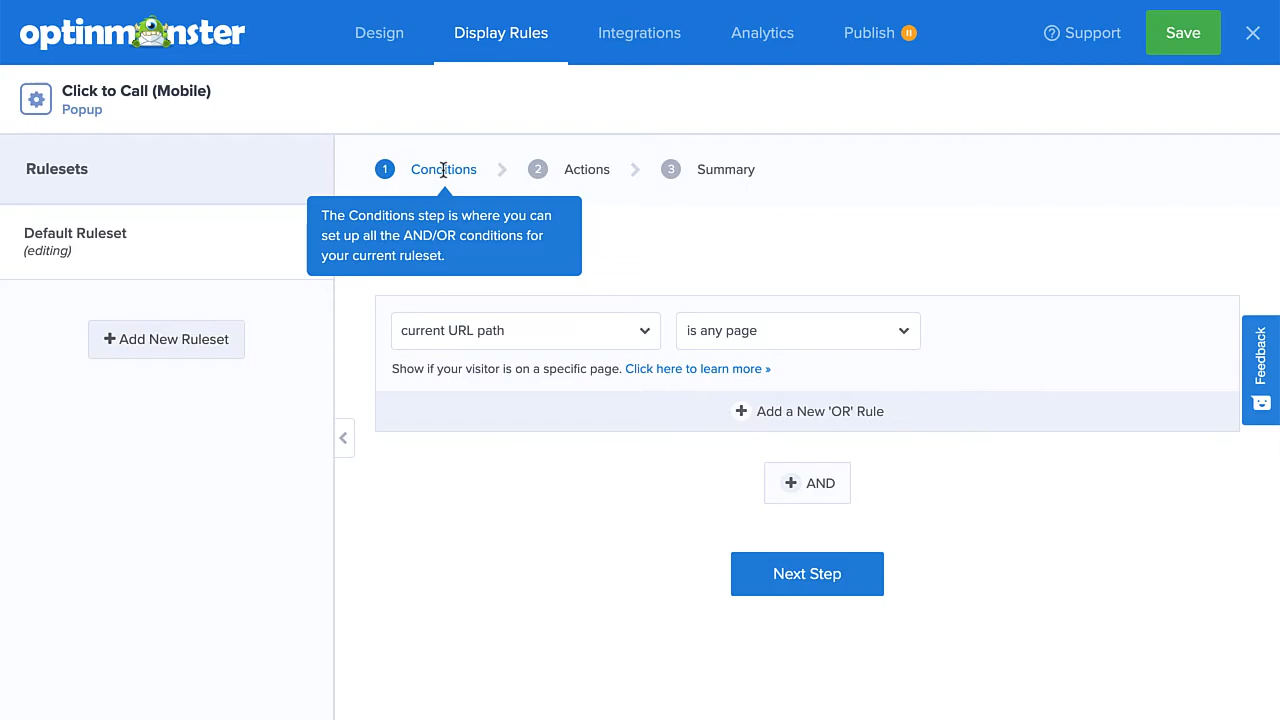 optinmonster
Design
Display Rules
Integrations
Analytics
Publish
Support
Save
Click to Call (Mobile)
Popup
Rulesets
Default Ruleset
(editing)
+ Add New Ruleset
1 Conditions
2 Actions
3 Summary
The Conditions step is where you can
set up all the AND/OR conditions for
your current ruleset.
current URL path
is any page
Show if your visitor is on a specific page. Click here to learn more »
+ Add a New 'OR' Rule
+ AND
Next Step
Feedback